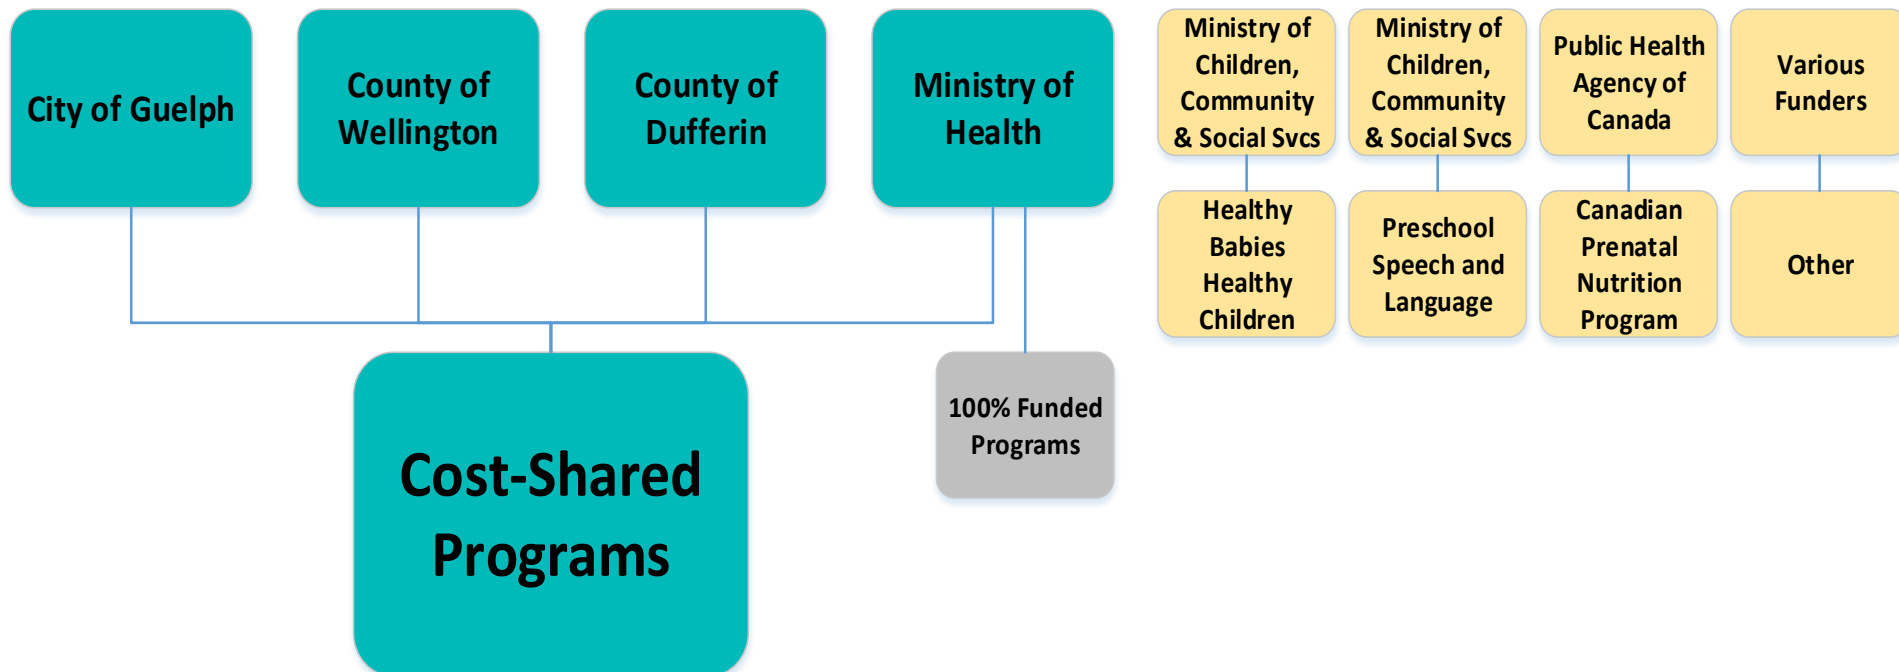 City of Guelph
County of
Wellington
County of
Dufferin
Ministry of
Health
Ministry of
Children,
Community
& Social Svcs
Ministry of
Children,
Community
& Social Svcs
Public Health
Agency of
Canada
Various
Funders
Healthy
Babies
Healthy
Children
Preschool
Speech and
Language
Canadian
Prenatal
Nutrition
Program
Other
Cost-Shared
Programs
100% Funded
Programs